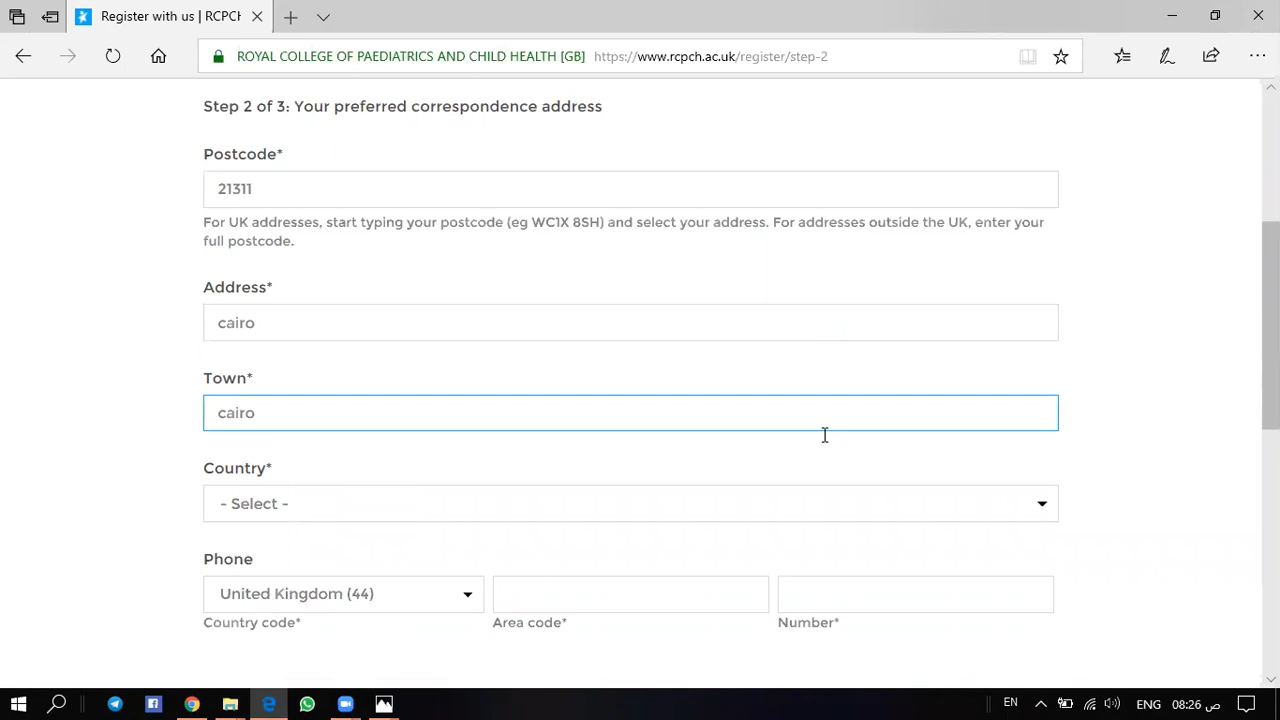 Register with us | RCPCH
ROYAL COLLEGE OF PAEDIATRICS AND CHILD HEALTH [GB] https://www.rcpch.ac.uk/register/step-2
Step 2 of 3: Your preferred correspondence address
Postcode*
21311
For UK addresses, start typing your postcode (eg WC1X 8SH) and select your address. For addresses outside the UK, enter your
full postcode.
Address*
cairo
Town*
cairo
Country*
- Select -
Phone
United Kingdom (44)
Country code* Area code* Number*
EN ENG 08:26 ص